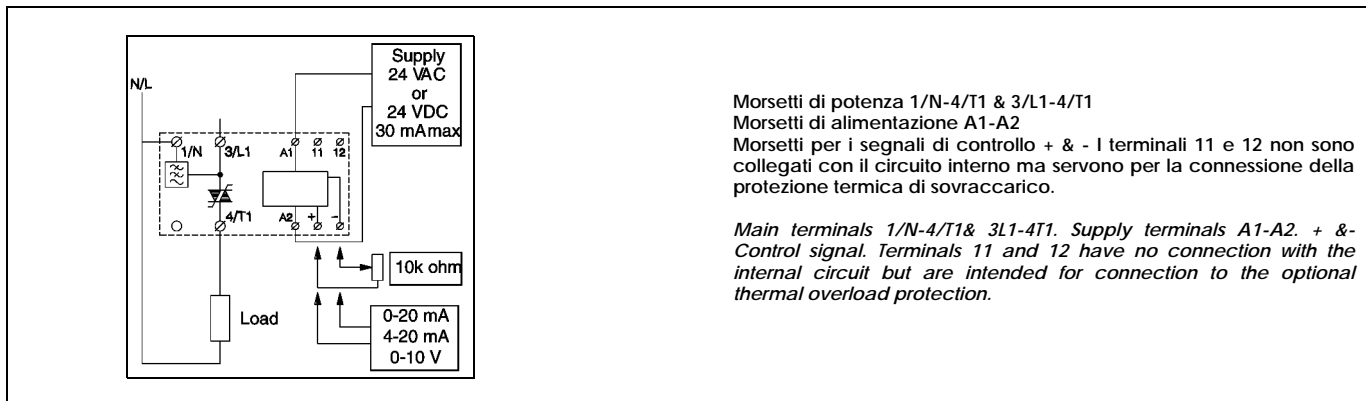 Supply
24 VAC
or
24 VDC
30 mAmax
N/L
1/N 3/L1 A1 11 12
4/T1 A2 + -
10k ohm
Load
0-20 mA
4-20 mA
0-10 V
Morsetti di potenza 1/N-4/T1 & 3/L1-4/T1
Morsetti di alimentazione A1-A2
Morsetti per i segnali di controllo + & - I terminali 11 e 12 non sono
collegati con il circuito interno ma servono per la connessione della
protezione termica di sovraccarico.
Main terminals 1/N-4/T1& 3L1-4T1. Supply terminals A1-A2. + &-
Control signal. Terminals 11 and 12 have no connection with the
internal circuit but are intended for connection to the optional
thermal overload protection.